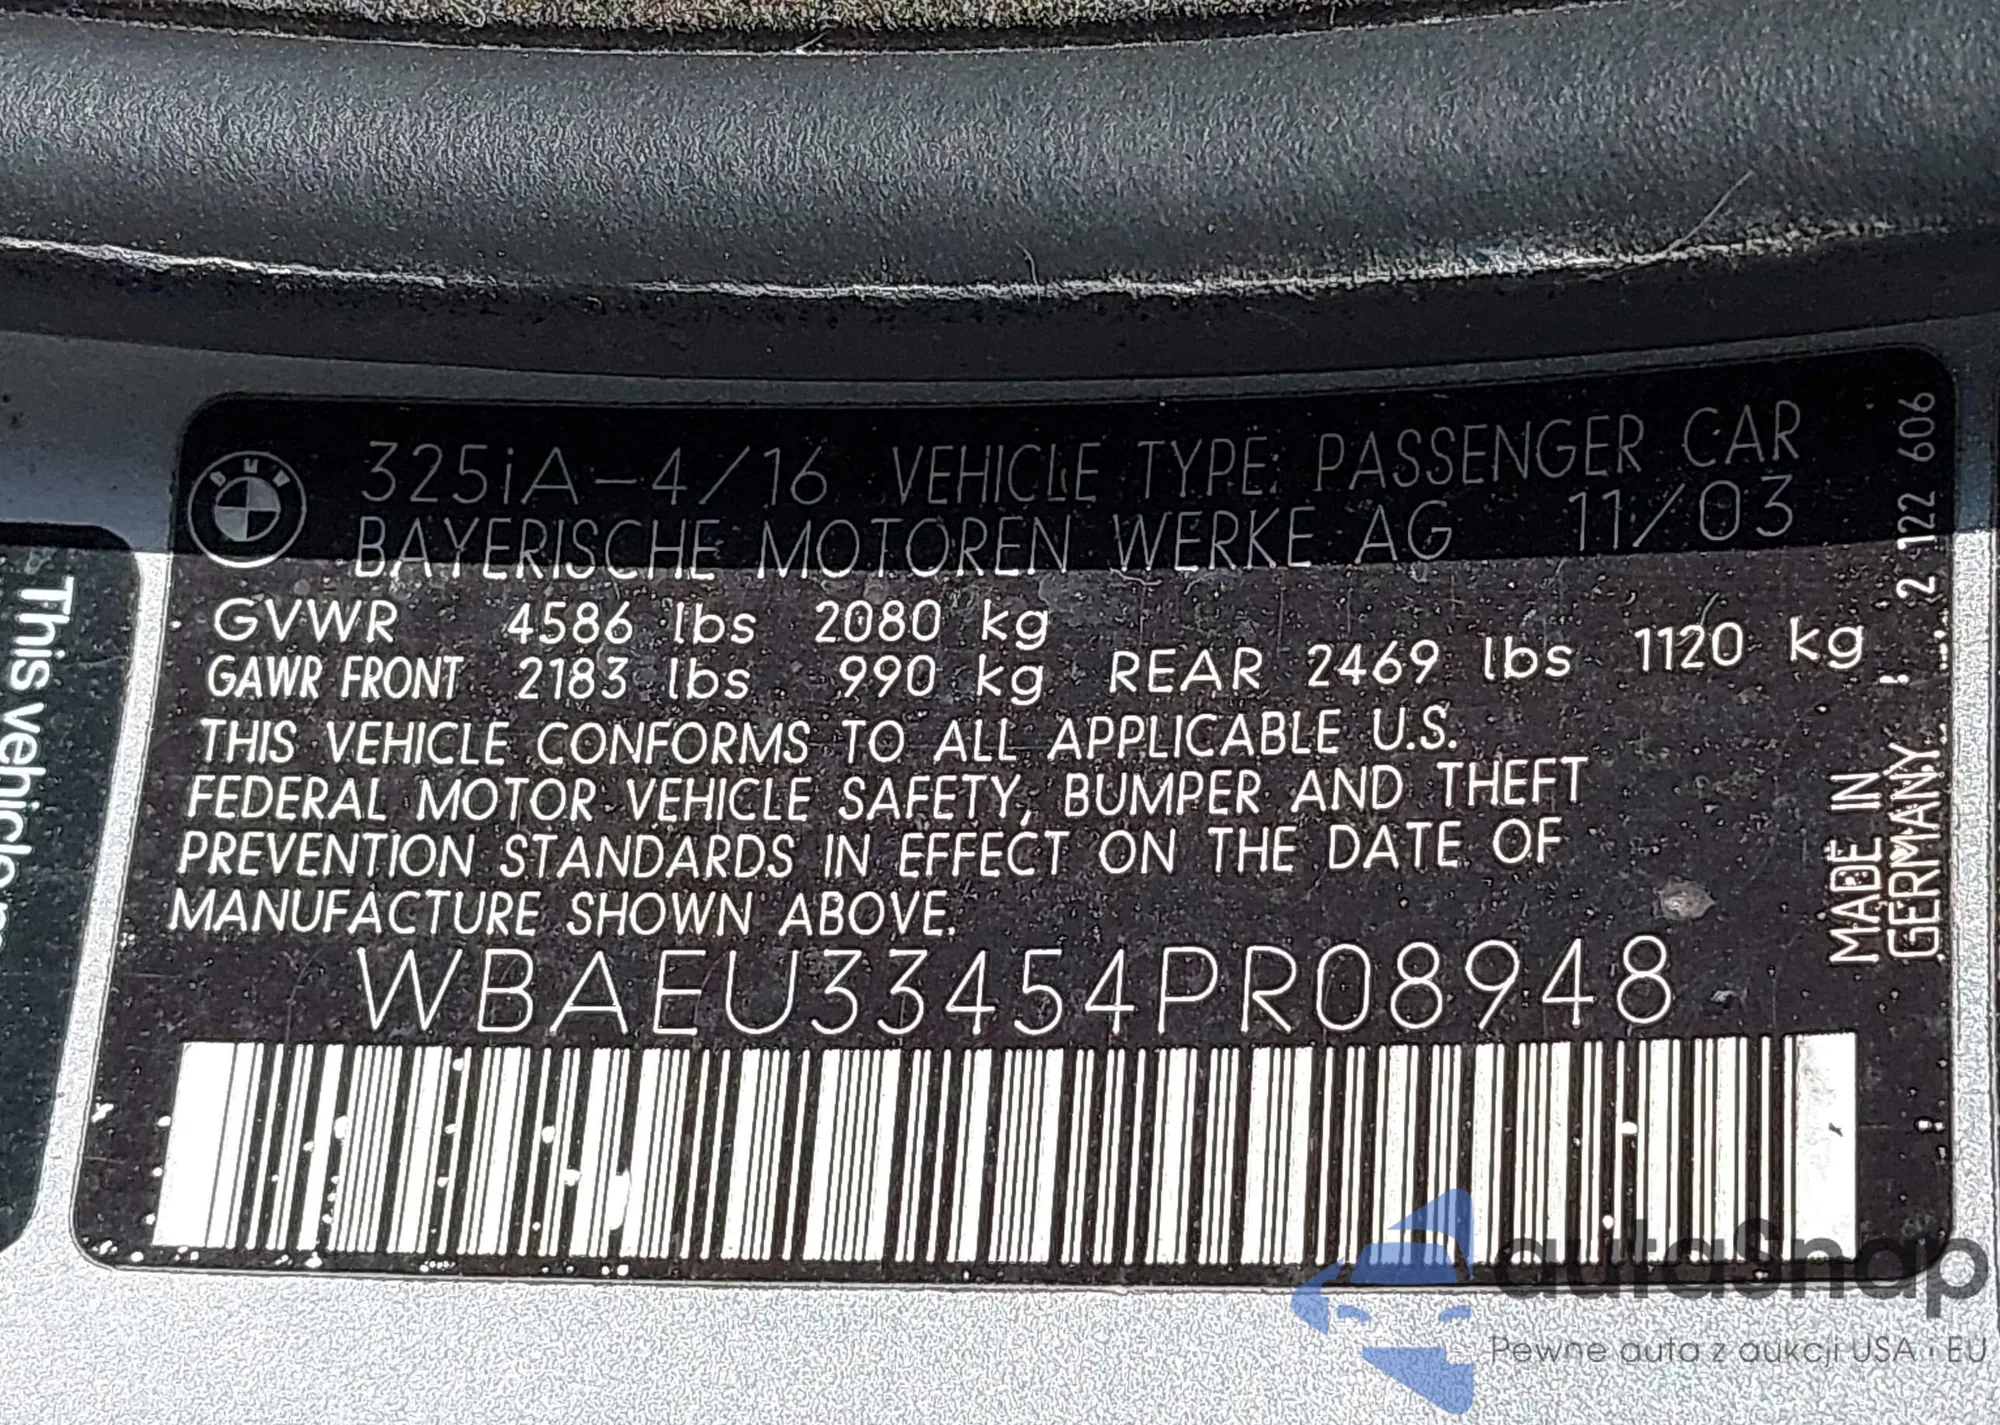 BMW
325iA-4/16 VEHICLE TYPE: PASSENGER CAR
BAYERISCHE MOTOREN WERKE AG 11/03
GVWR 4586 lbs 2080 kg
GAWR FRONT 2183 lbs 990 kg REAR 2469 lbs 1120 kg
THIS VEHICLE CONFORMS TO ALL APPLICABLE U.S.
FEDERAL MOTOR VEHICLE SAFETY, BUMPER AND THEFT
PREVENTION STANDARDS IN EFFECT ON THE DATE OF
MANUFACTURE SHOWN ABOVE.
WBAEU33454PR08948
MADE IN
GERMANY
2 122 606
This vehicle
autaSnap
Pewne auta z aukcji USA i EU